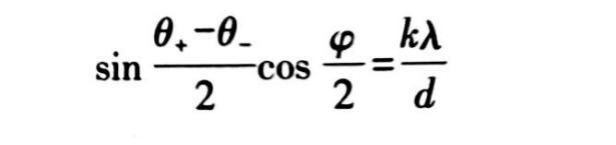 sin (θ₊−θ₋)/2 cos φ/2 = kλ/d